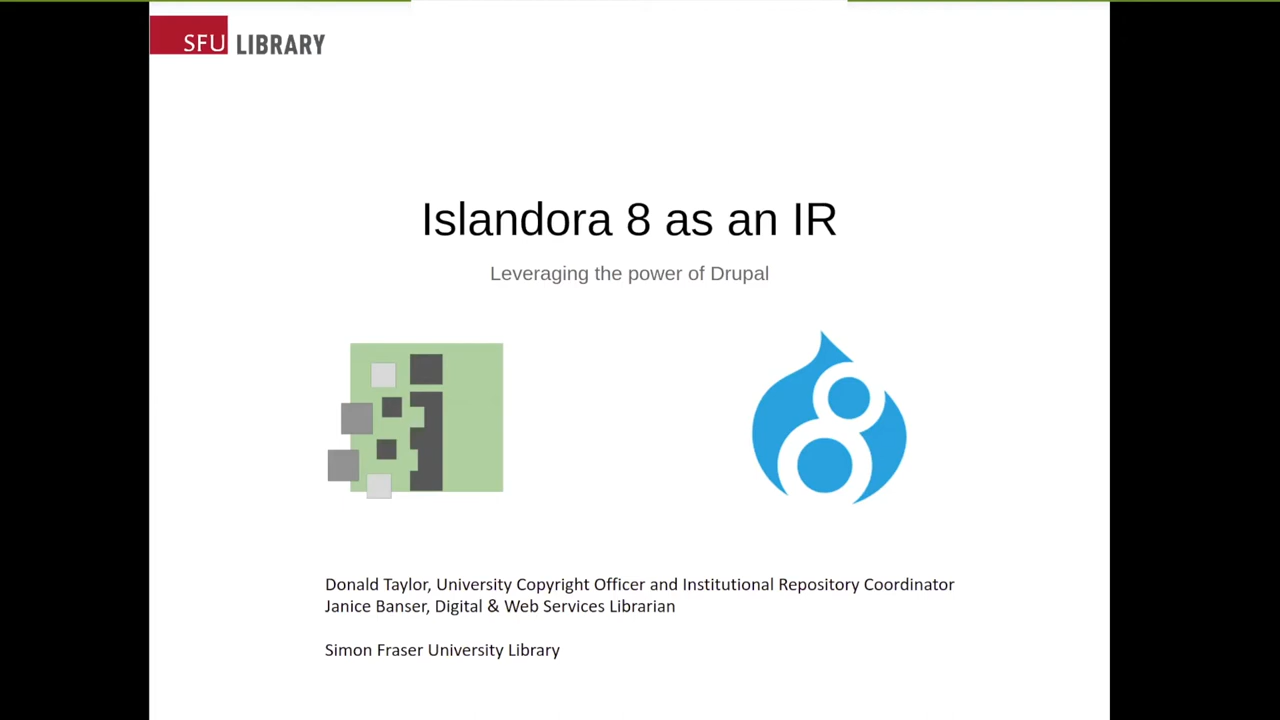 SFU LIBRARY
Islandora 8 as an IR
Leveraging the power of Drupal
8
Donald Taylor, University Copyright Officer and Institutional Repository Coordinator
Janice Banser, Digital & Web Services Librarian
Simon Fraser University Library